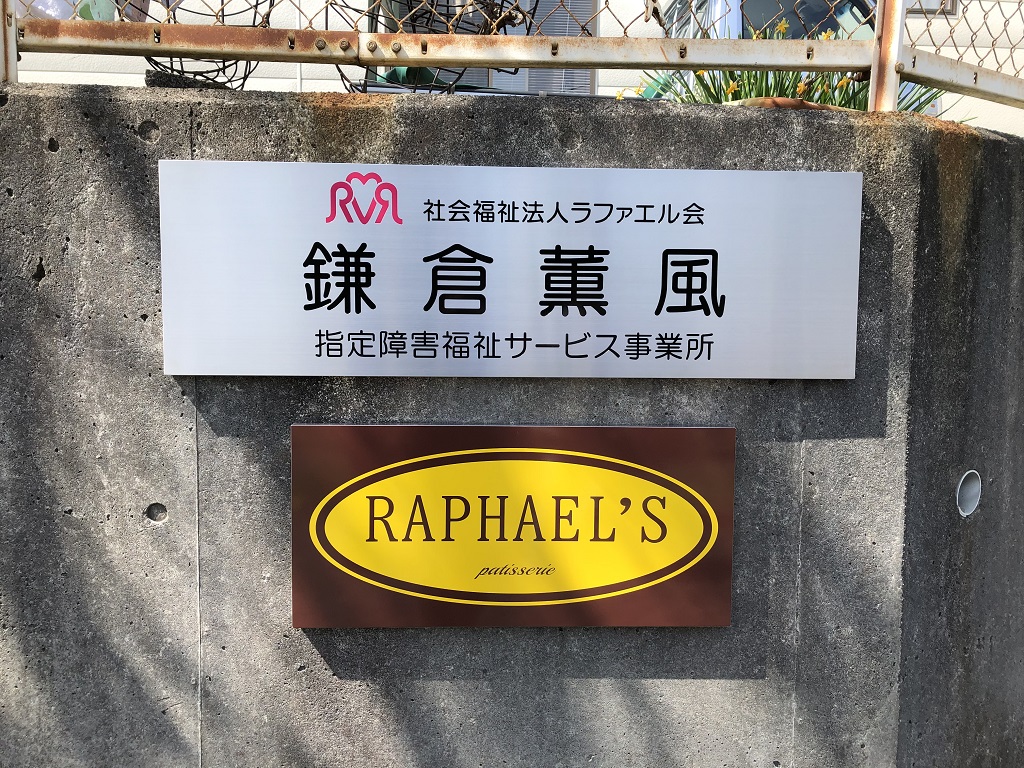 社会福祉法人ラファエル会
鎌倉薫風
指定障害福祉サービス事業所
RAPHAEL'S
patisserie